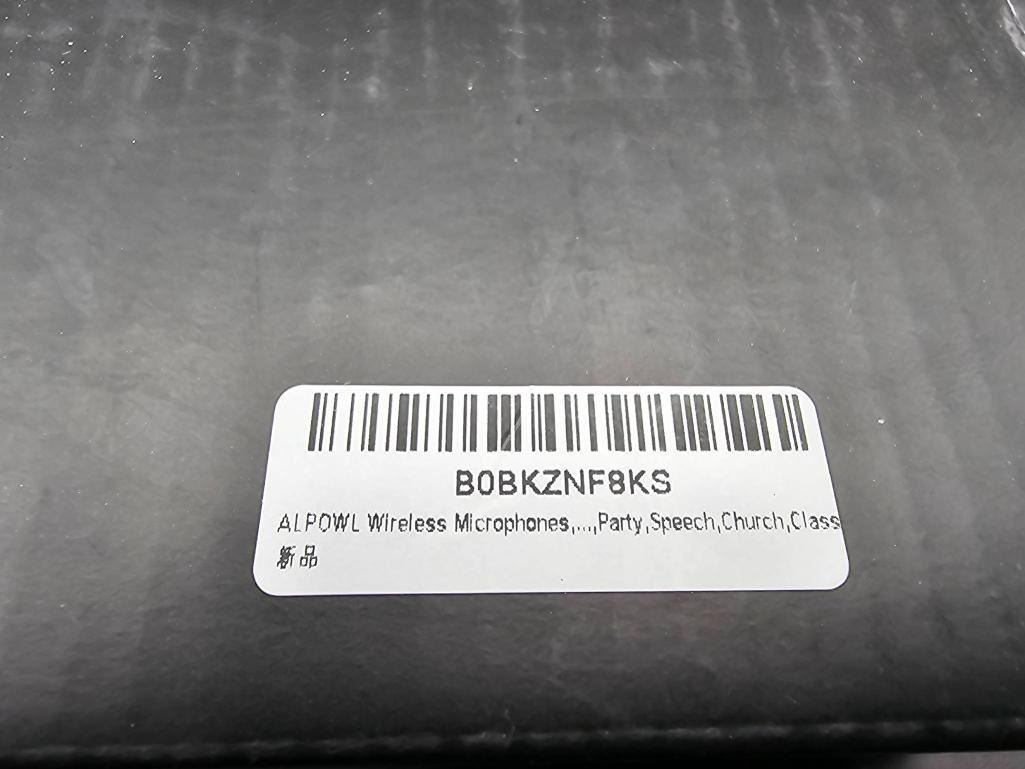 B0BKZNF8KS
ALPOWL Wireless Microphones,...,Party,Speech,Church,Class
新品